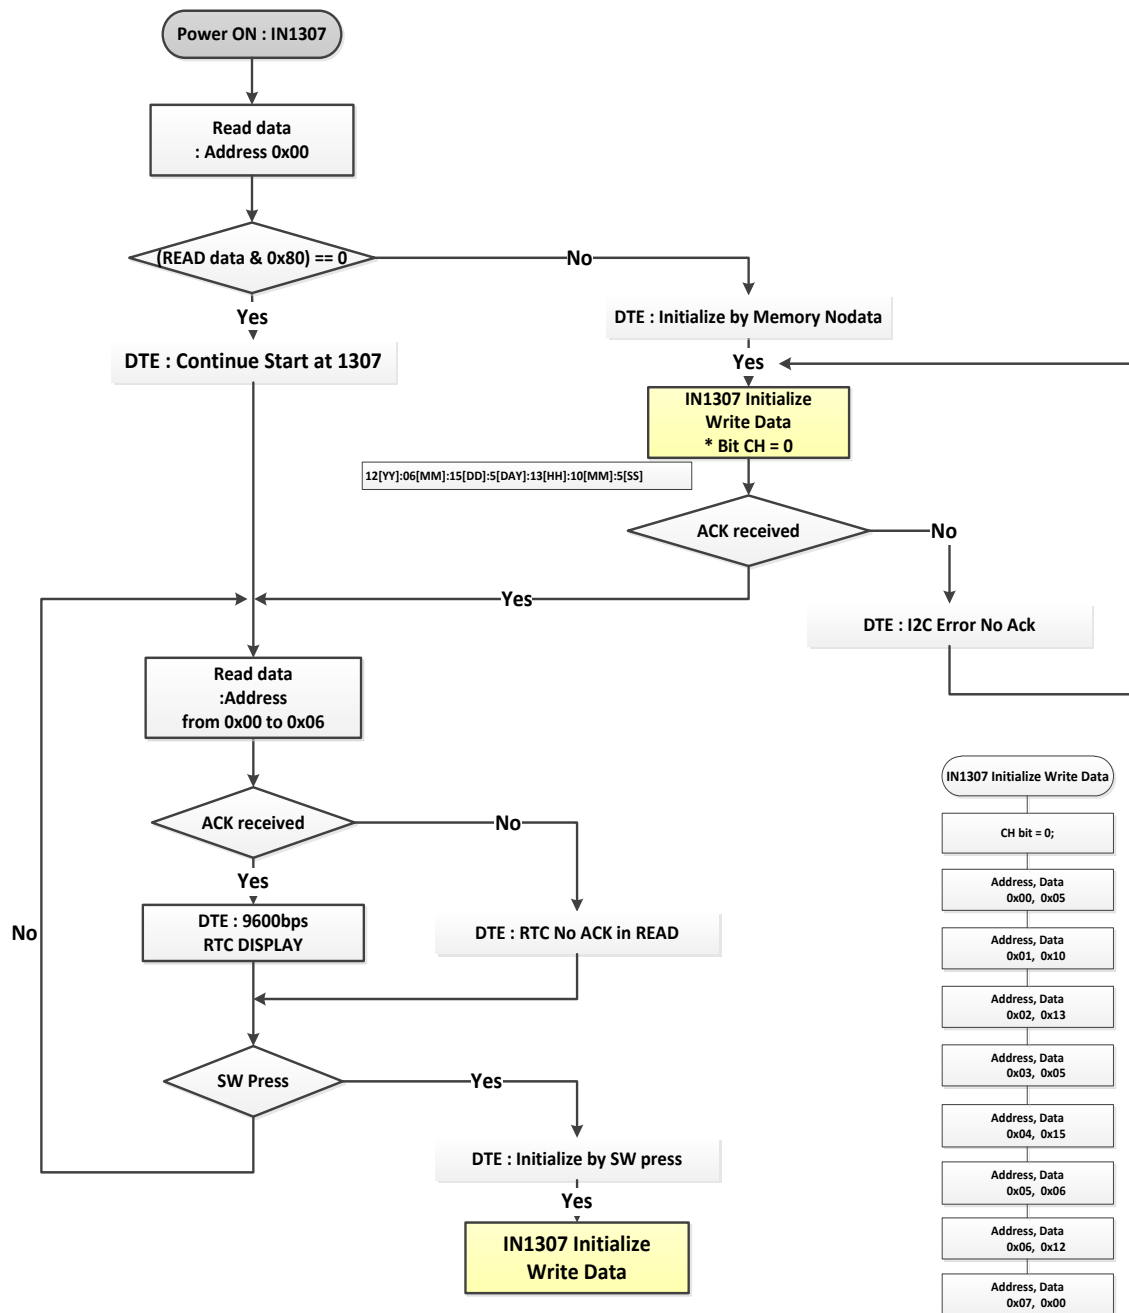 Power ON : IN1307
Read data
: Address 0x00
(READ data & 0x80) == 0
No
Yes
DTE : Initialize by Memory Nodata
DTE : Continue Start at 1307
Yes
IN1307 Initialize
Write Data
* Bit CH = 0
12[YY]:06[MM]:15[DD]:5[DAY]:13[HH]:10[MM]:5[SS]
ACK received
No
Yes
DTE : I2C Error No Ack
Read data
:Address
from 0x00 to 0x06
ACK received
No
Yes
DTE : 9600bps
RTC DISPLAY
DTE : RTC No ACK in READ
No
SW Press
Yes
DTE : Initialize by SW press
Yes
IN1307 Initialize
Write Data
IN1307 Initialize Write Data
CH bit = 0;
Address, Data
0x00, 0x05
Address, Data
0x01, 0x10
Address, Data
0x02, 0x13
Address, Data
0x03, 0x05
Address, Data
0x04, 0x15
Address, Data
0x05, 0x06
Address, Data
0x06, 0x12
Address, Data
0x07, 0x00